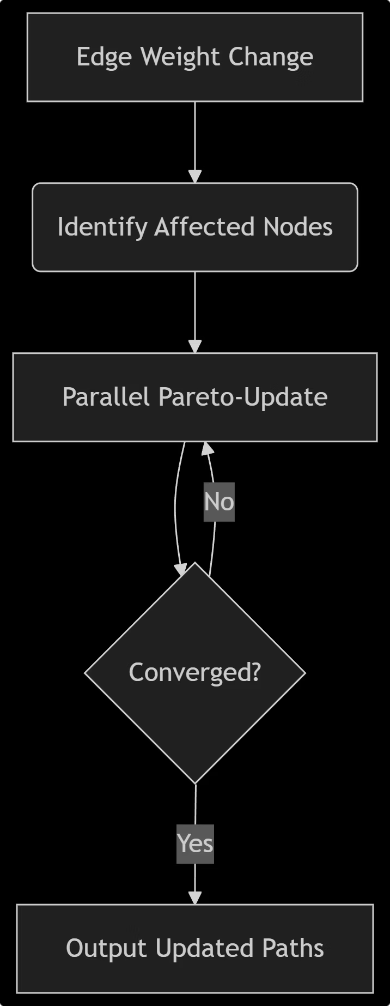 Edge Weight Change
Identify Affected Nodes
Parallel Pareto-Update
No
Converged?
Yes
Output Updated Paths